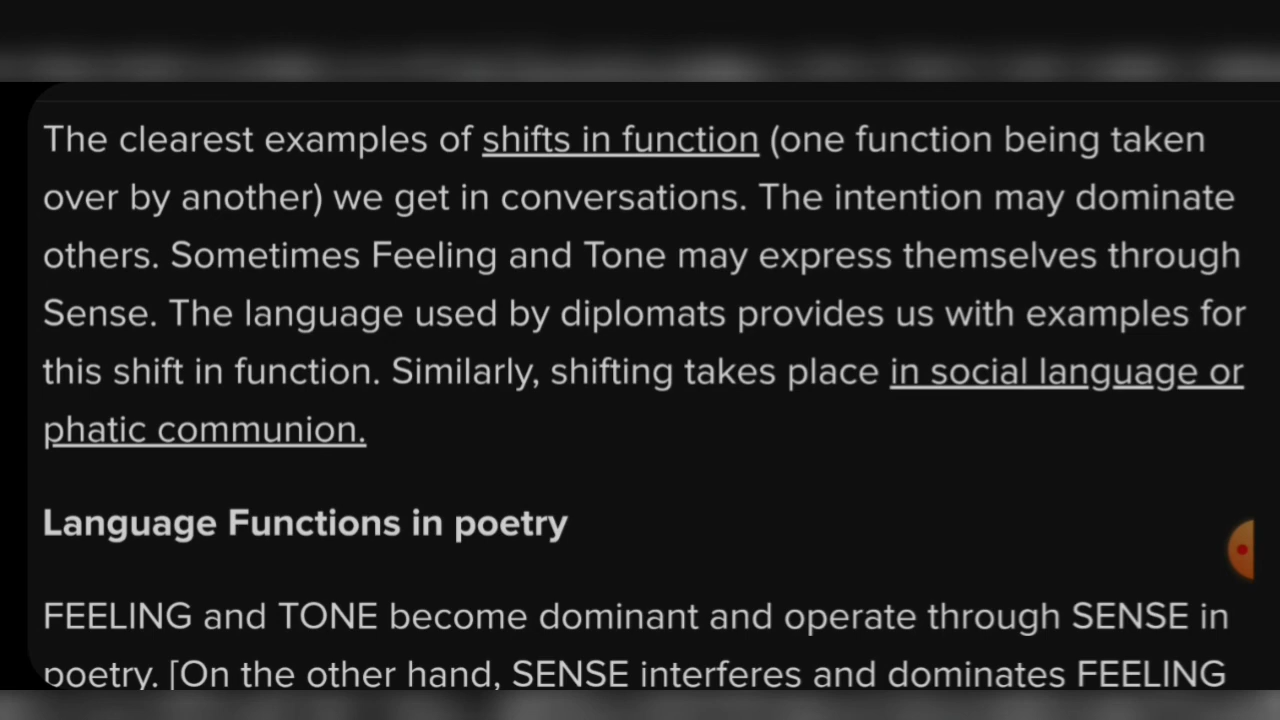 The clearest examples of shifts in function (one function being taken
over by another) we get in conversations. The intention may dominate
others. Sometimes Feeling and Tone may express themselves through
Sense. The language used by diplomats provides us with examples for
this shift in function. Similarly, shifting takes place in social language or
phatic communion.
Language Functions in poetry
FEELING and TONE become dominant and operate through SENSE in
poetry. [On the other hand, SENSE interferes and dominates FEELING